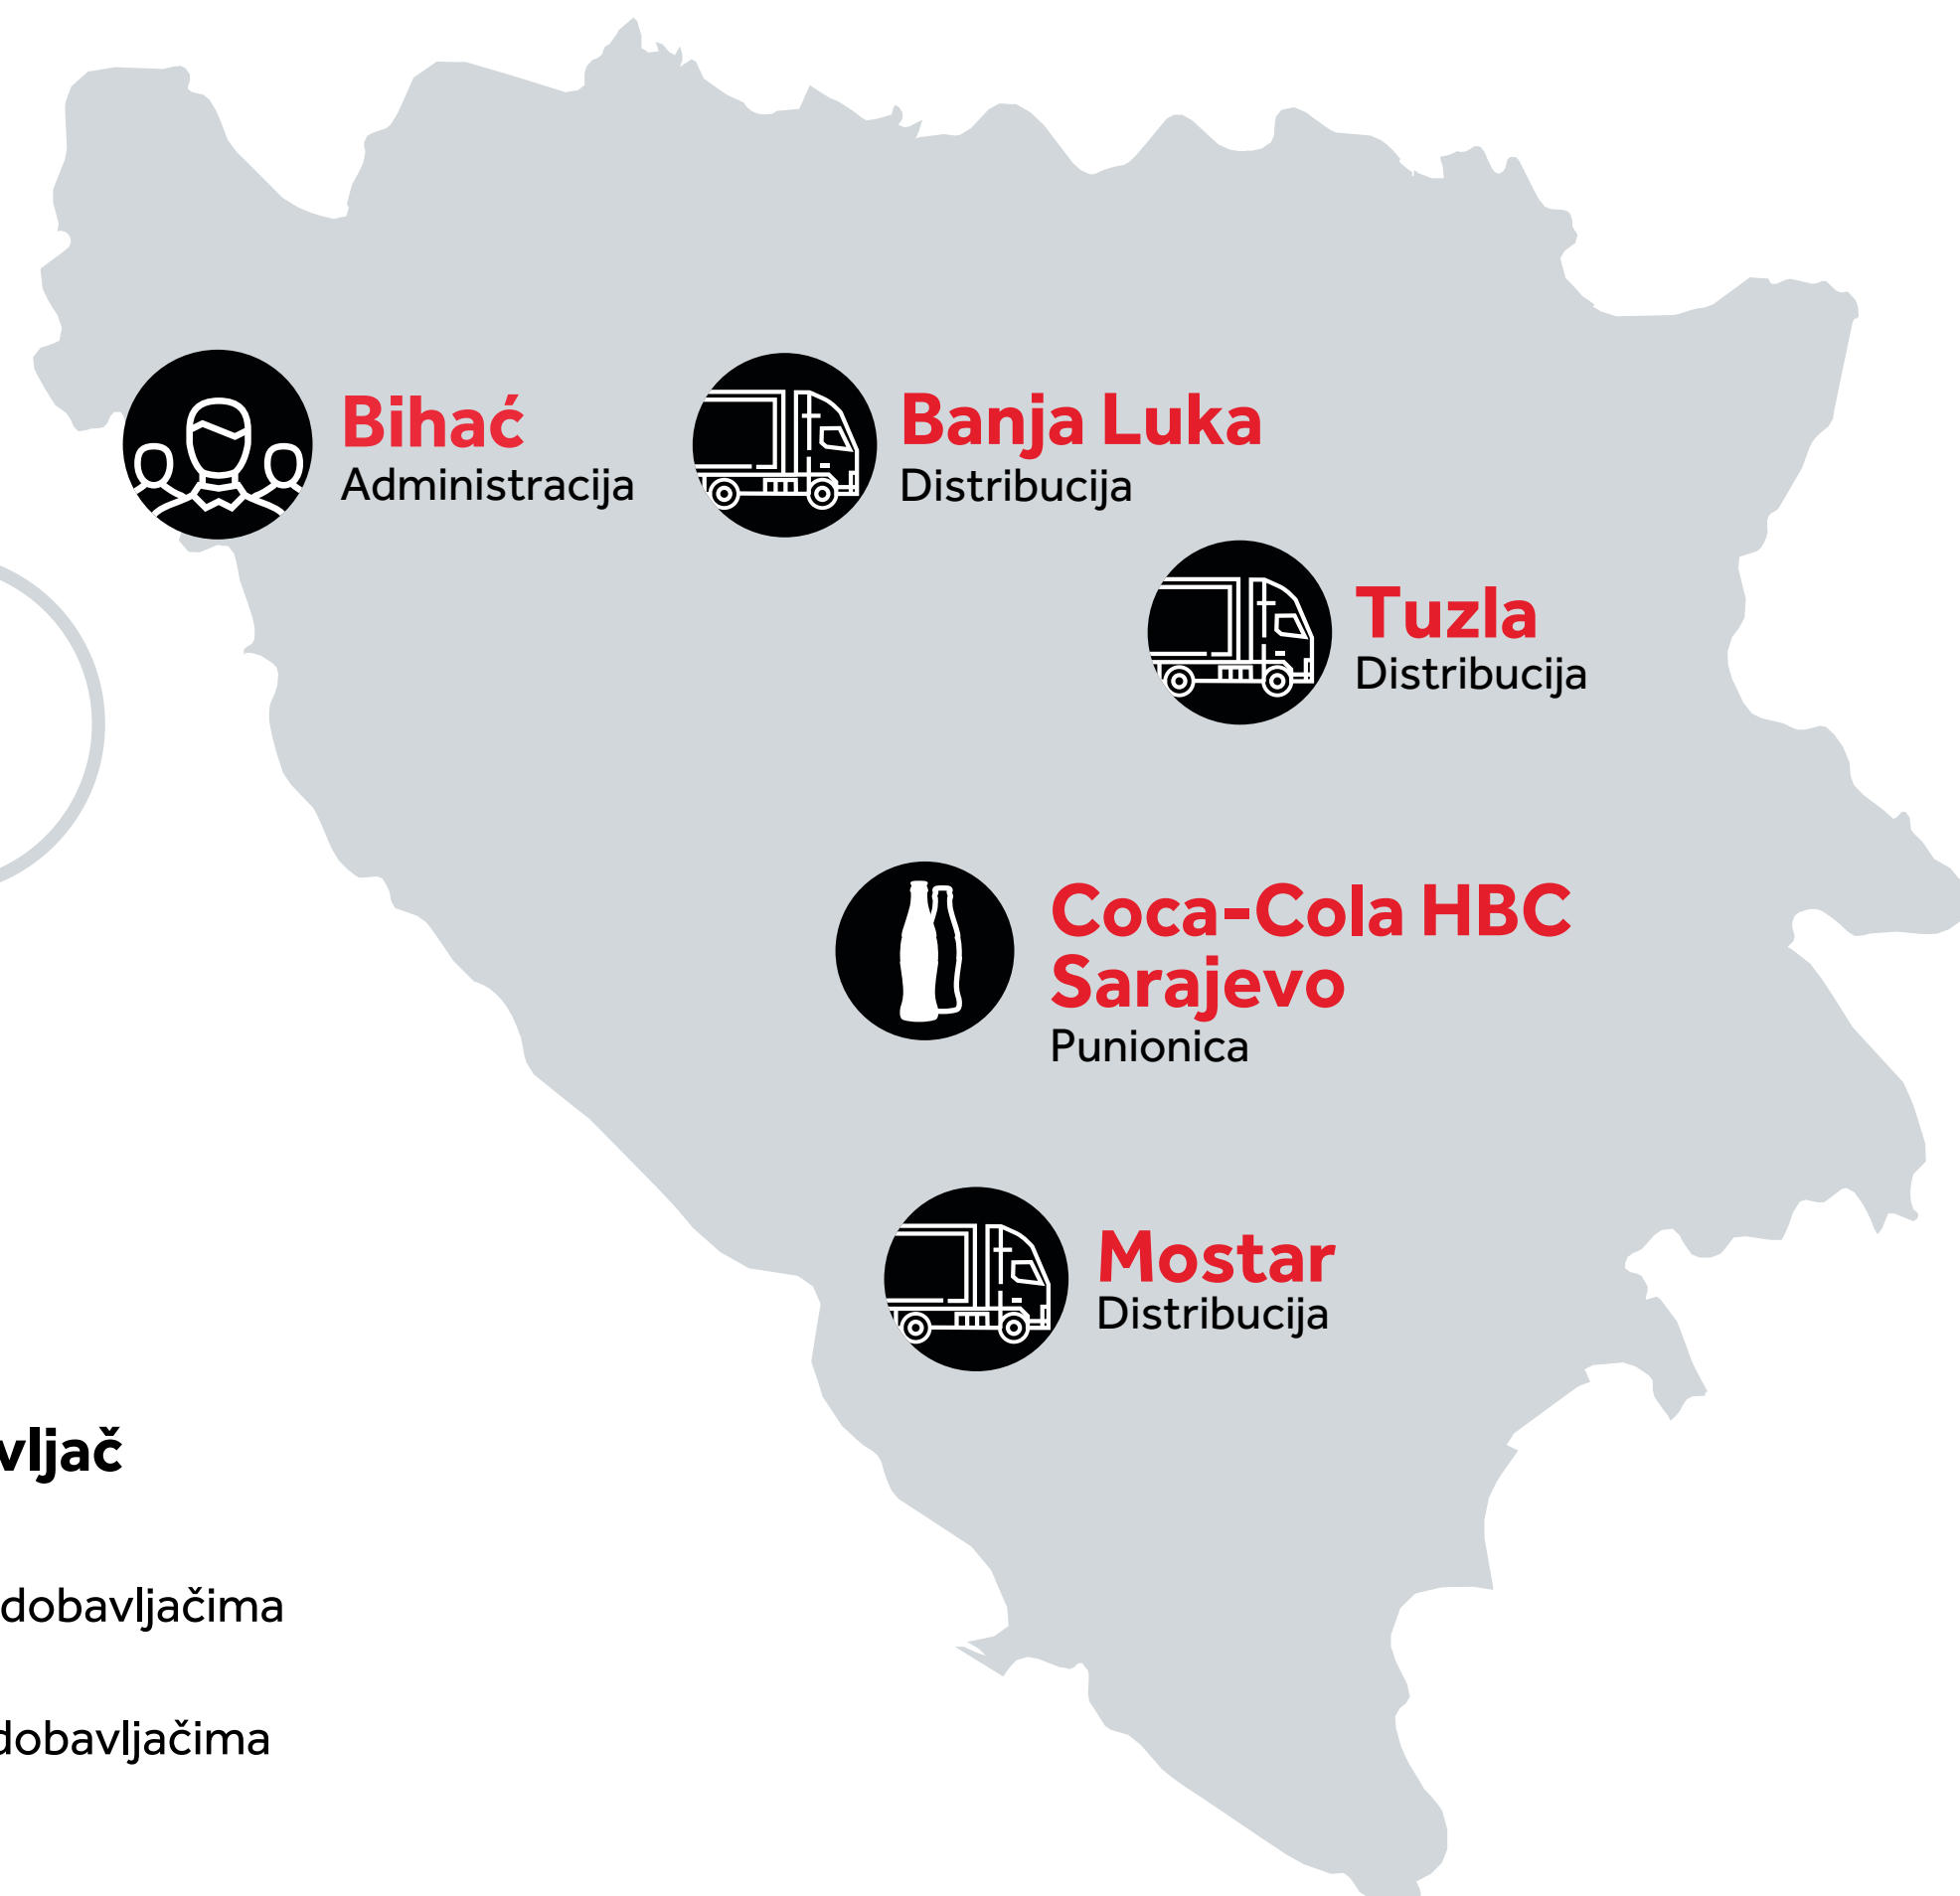 Bihać
Administracija
Banja Luka
Distribucija
Tuzla
Distribucija
Coca-Cola HBC
Sarajevo
Punionica
Mostar
Distribucija
vljač
dobavljačima
dobavljačima